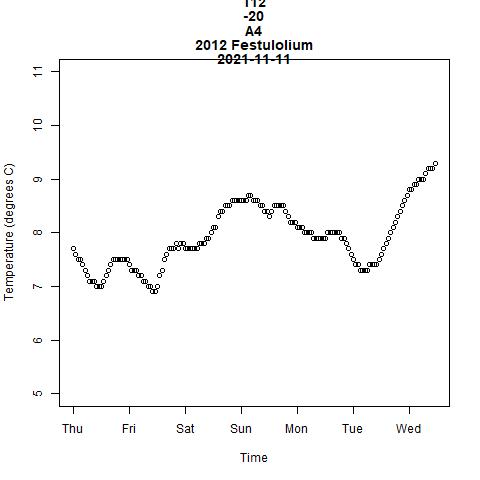 T12
-20
A4
2012 Festulolium
2021-11-11
11
10
9
8
7
6
5
Temperature (degrees C)
Thu Fri Sat Sun Mon Tue Wed
Time